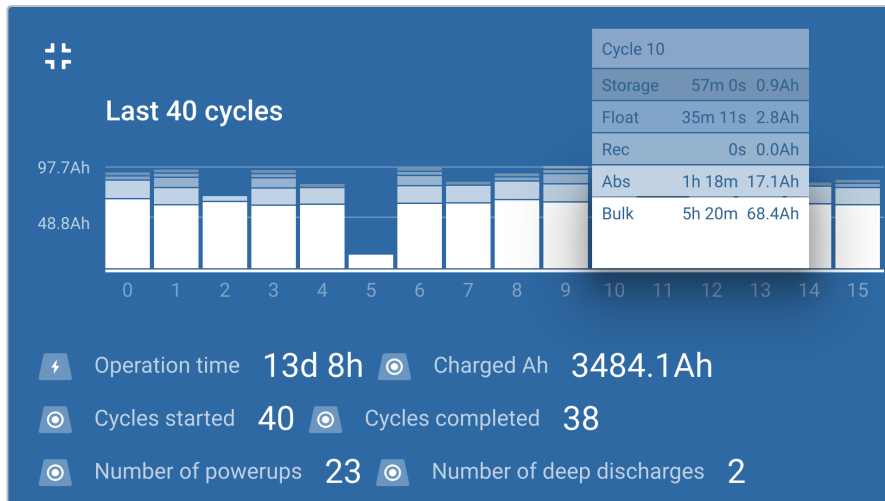 Cycle 10
Storage 57m 0s 0.9Ah
Float 35m 11s 2.8Ah
Rec 0s 0.0Ah
Abs 1h 18m 17.1Ah
Bulk 5h 20m 68.4Ah
Last 40 cycles
97.7Ah
48.8Ah
0 1 2 3 4 5 6 7 8 9 10 11 12 13 14 15
Operation time 13d 8h Charged Ah 3484.1Ah
Cycles started 40 Cycles completed 38
Number of powerups 23 Number of deep discharges 2